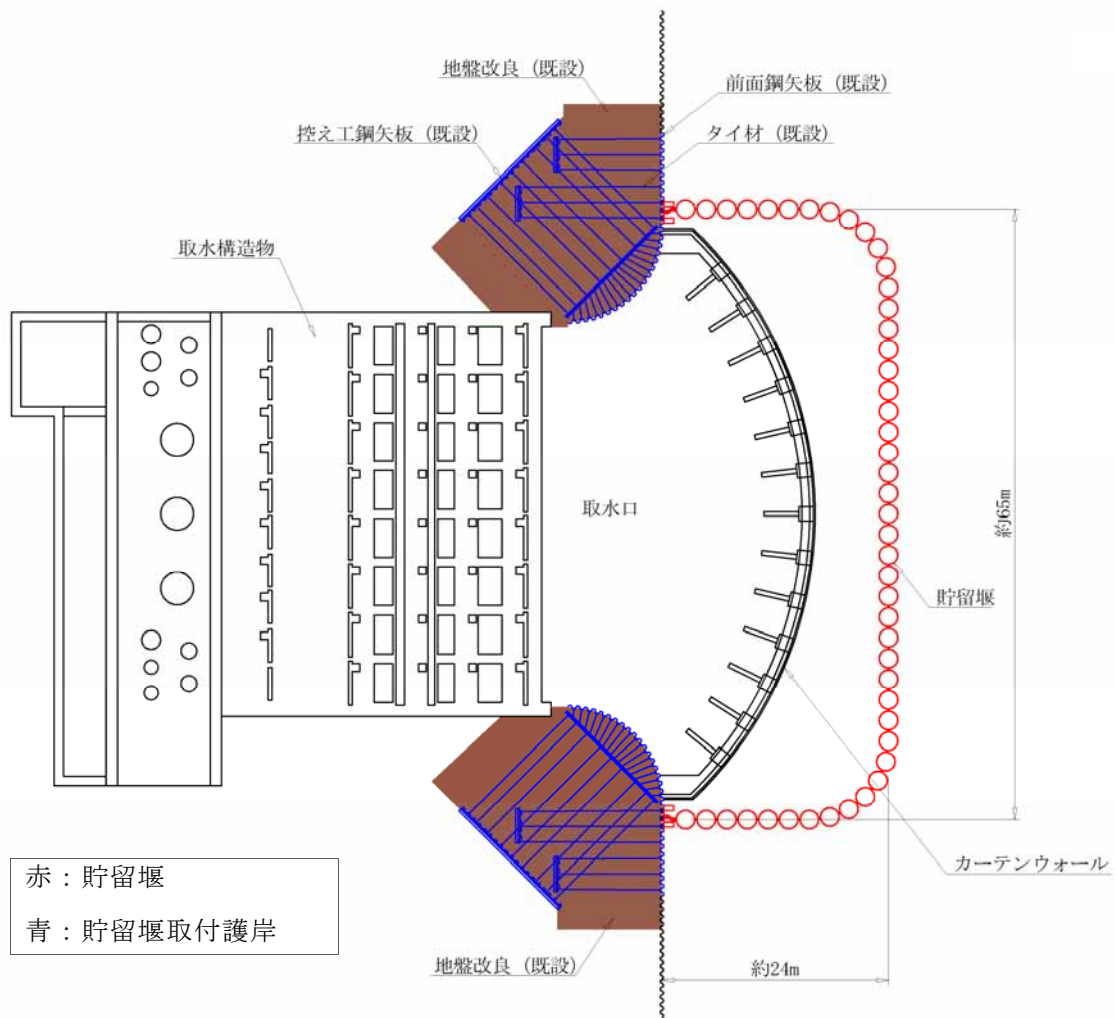 地盤改良（既設）
前面鋼矢板（既設）
控え工鋼矢板（既設）
タイ材（既設）
取水構造物
取水口
約65m
貯留堰
カーテンウォール
赤：貯留堰
青：貯留堰取付護岸
地盤改良（既設）
約24m